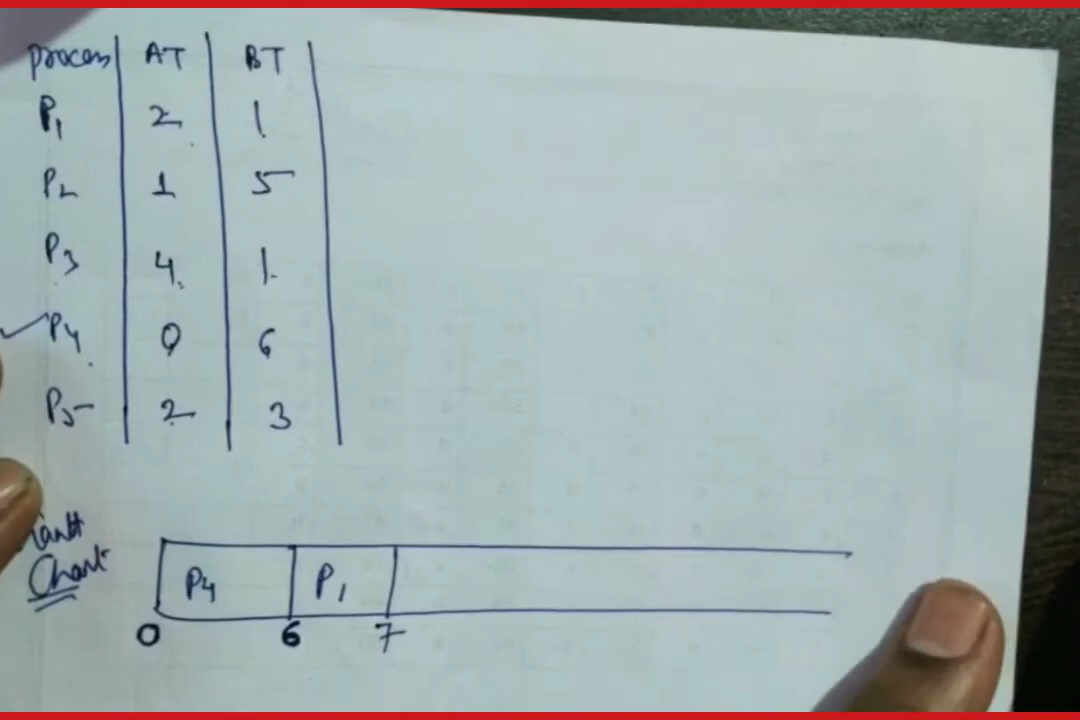 Process AT BT
P1 2 1
P2 1 5
P3 4 1
P4 0 6
P5 2 3
Chart
P4 P1
0 6 7